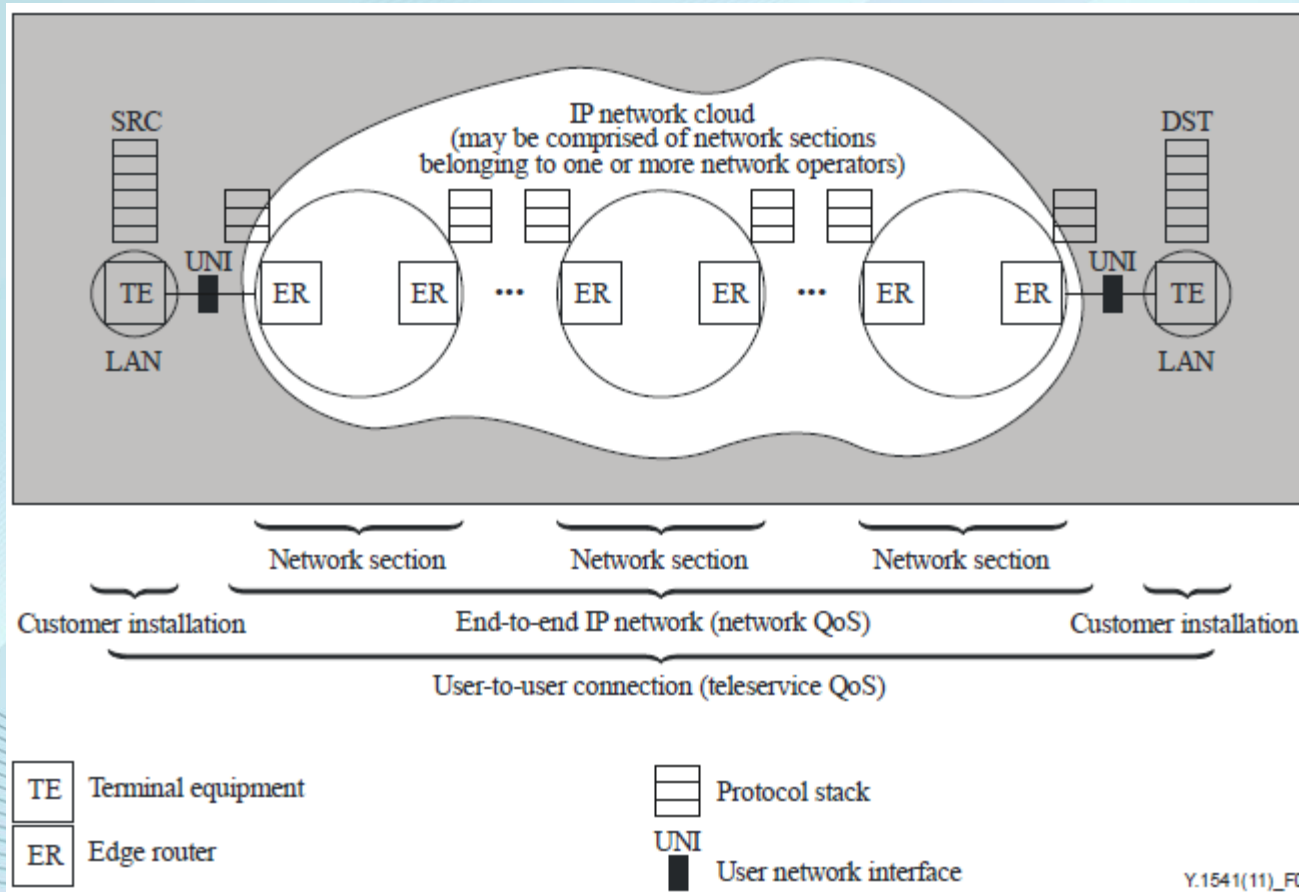 IP network cloud
(may be comprised of network sections
belonging to one or more network operators)
SRC
DST
UNI
UNI
TE
ER
ER
...
ER
ER
...
ER
ER
TE
LAN
LAN
Network section
Network section
Network section
Customer installation
End-to-end IP network (network QoS)
Customer installation
User-to-user connection (teleservice QoS)
TE
Terminal equipment
Protocol stack
ER
Edge router
UNI
User network interface